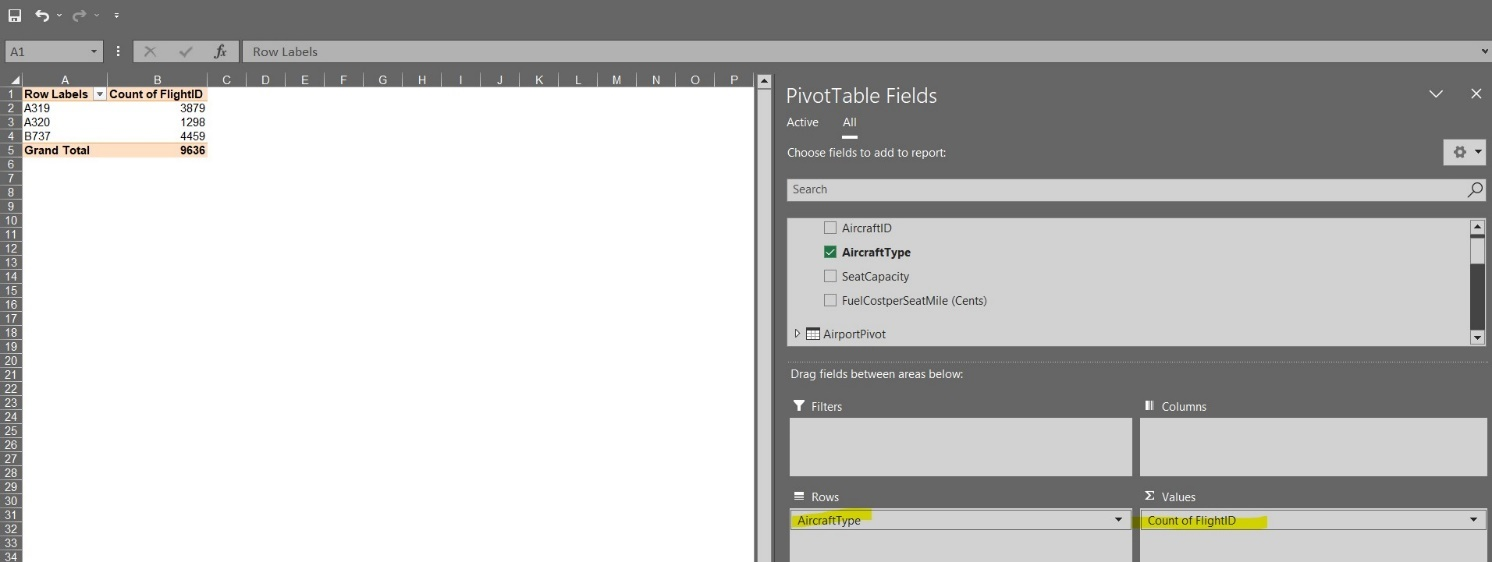 A1 fx Row Labels
A B C D E F G H I J K L M N O P
1 Row Labels Count of FlightID
2 A319 3879
3 A320 1298
4 B737 4459
5 Grand Total 9636
6
7
8
9
10
11
12
13
14
15
16
17
18
19
20
21
22
23
24
25
26
27
28
29
30
31
32
33
34
PivotTable Fields
Active All
Choose fields to add to report:
Search
AircraftID
AircraftType
SeatCapacity
FuelCostperSeatMile (Cents)
AirportPivot
Drag fields between areas below:
Filters
Columns
Rows
Σ Values
AircraftType
Count of FlightID